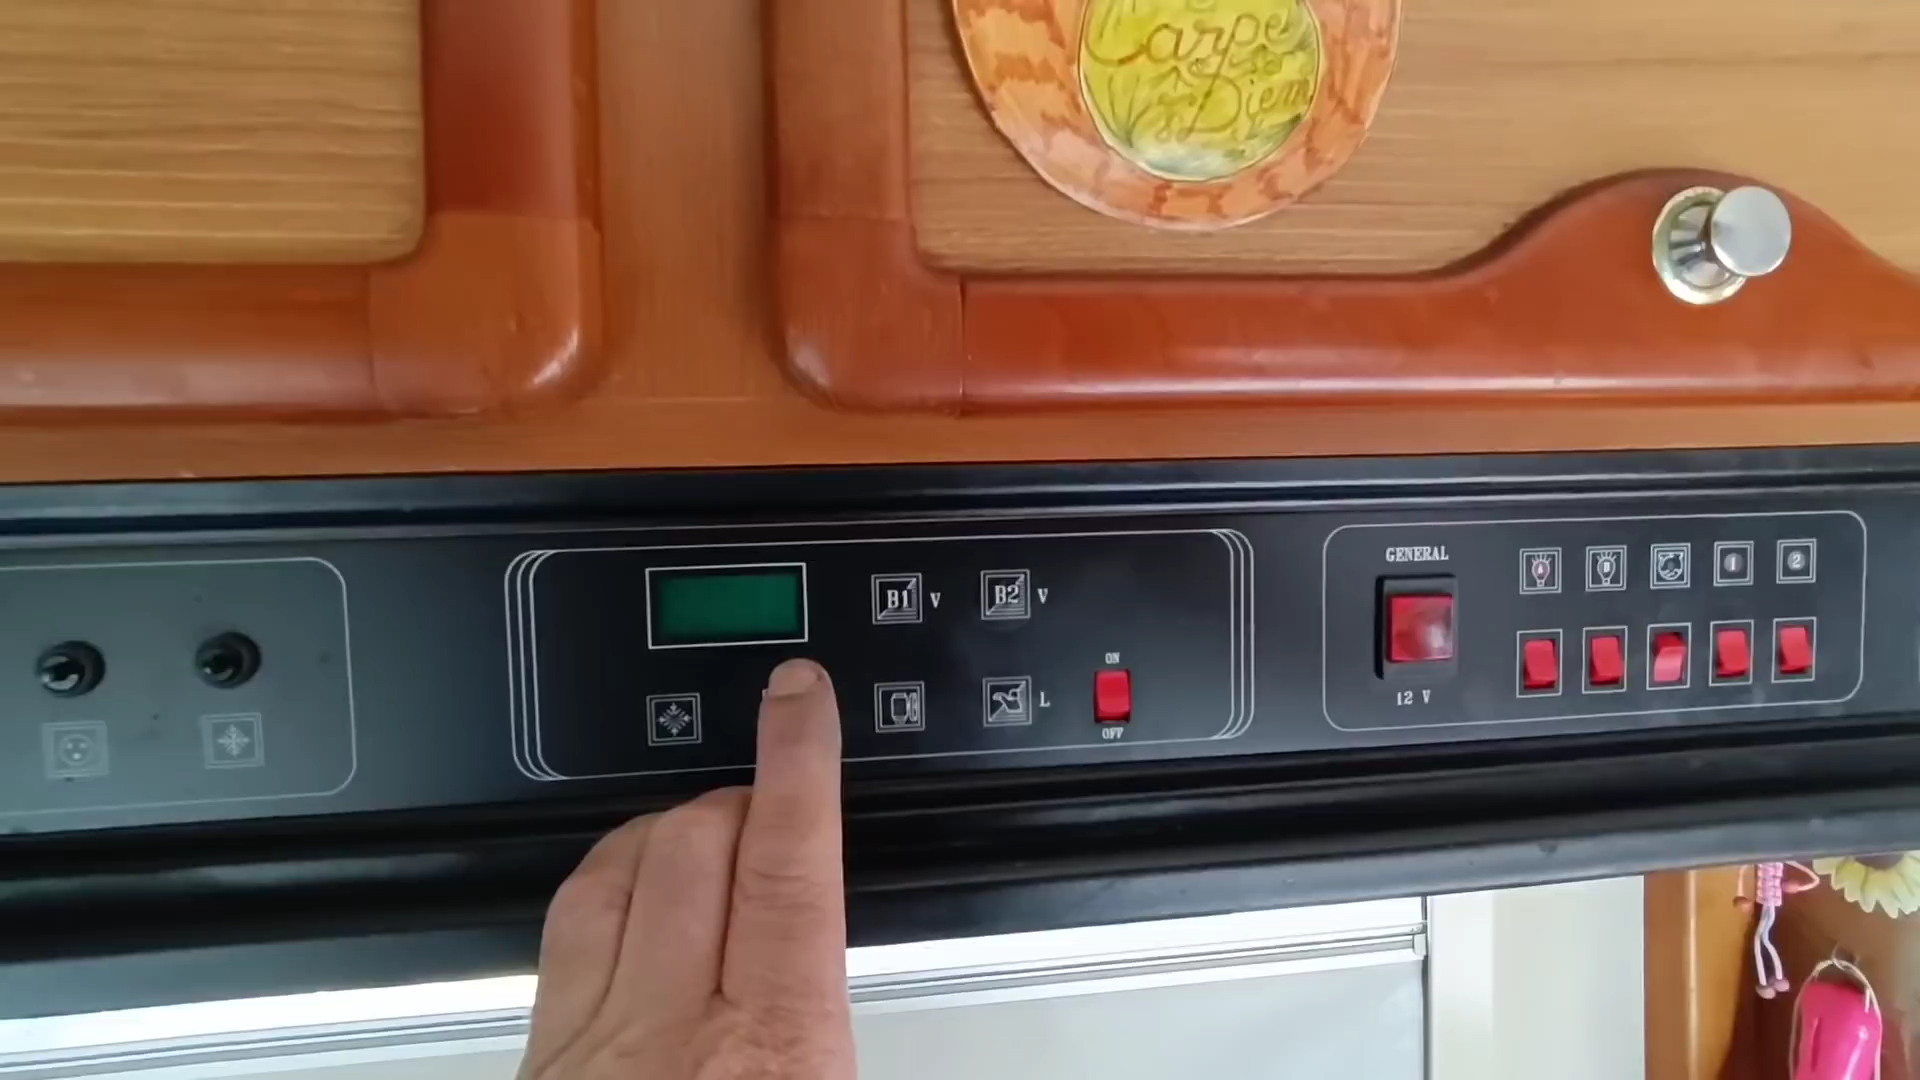 Carpe
Diem
GENERAL
A
B
1
2
B1 V
B2 V
ON
L
12 V
OFF